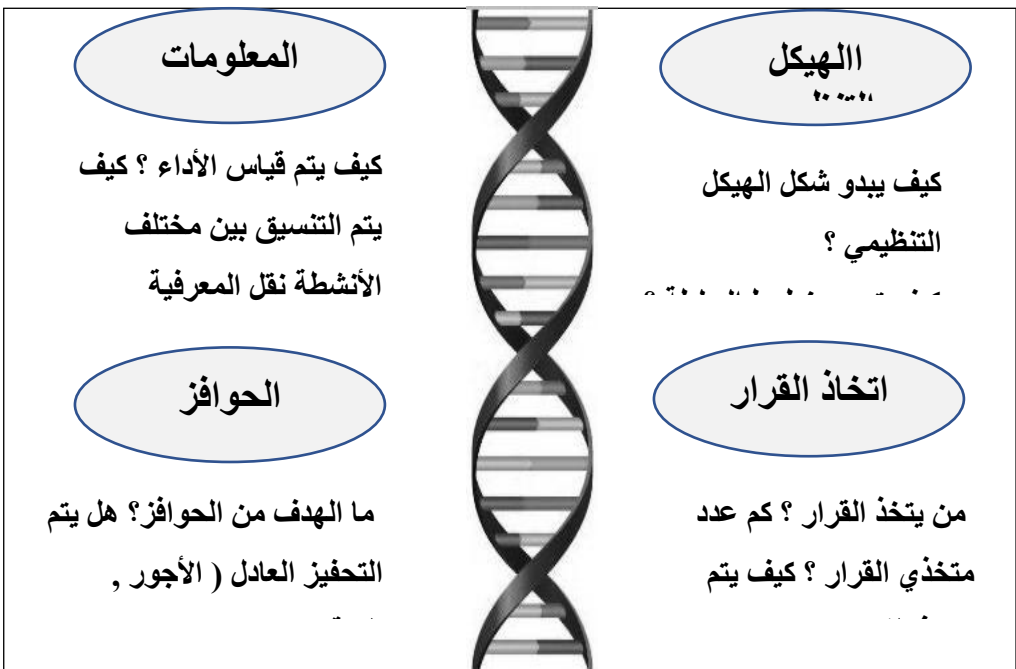 االهيكل
كيف يبدو شكل الهيكل
التنظيمي ؟
المعلومات
كيف يتم قياس الأداء ؟ كيف
يتم التنسيق بين مختلف
الأنشطة نقل المعرفية
اتخاذ القرار
من يتخذ القرار ؟ كم عدد
متخذي القرار ؟ كيف يتم
الحوافز
ما الهدف من الحوافز؟ هل يتم
التحفيز العادل ( الأجور ,